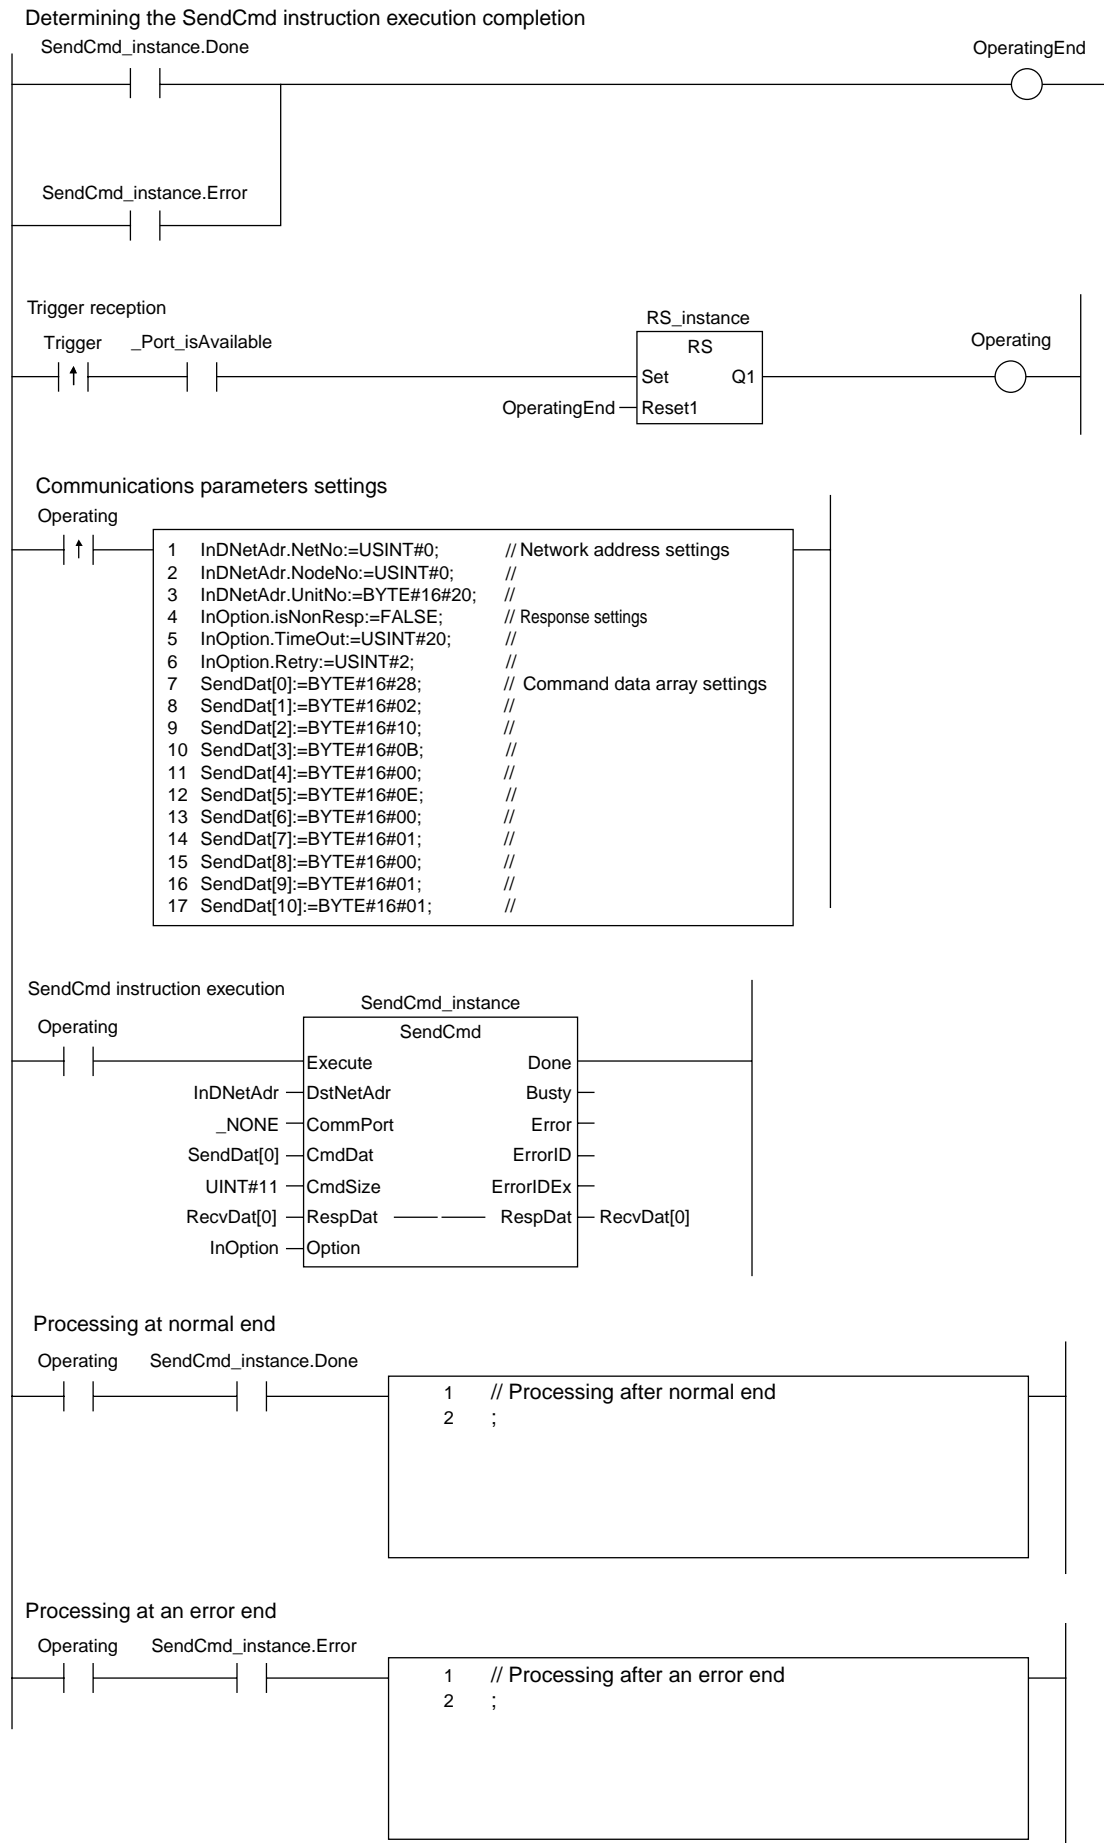 Determining the SendCmd instruction execution completion
SendCmd_instance.Done
OperatingEnd
SendCmd_instance.Error
Trigger reception
RS_instance
Trigger _Port_isAvailable
RS
Operating
Set Q1
OperatingEnd Reset1
Communications parameters settings
Operating
1 InDNetAdr.NetNo:=USINT#0; // Network address settings
2 InDNetAdr.NodeNo:=USINT#0; //
3 InDNetAdr.UnitNo:=BYTE#16#20; //
4 InOption.isNonResp:=FALSE; // Response settings
5 InOption.TimeOut:=USINT#20; //
6 InOption.Retry:=USINT#2; //
7 SendDat[0]:=BYTE#16#28; // Command data array settings
8 SendDat[1]:=BYTE#16#02; //
9 SendDat[2]:=BYTE#16#10; //
10 SendDat[3]:=BYTE#16#0B; //
11 SendDat[4]:=BYTE#16#00; //
12 SendDat[5]:=BYTE#16#0E; //
13 SendDat[6]:=BYTE#16#00; //
14 SendDat[7]:=BYTE#16#01; //
15 SendDat[8]:=BYTE#16#00; //
16 SendDat[9]:=BYTE#16#01; //
17 SendDat[10]:=BYTE#16#01; //
SendCmd instruction execution
SendCmd_instance
Operating
SendCmd
Execute Done
InDNetAdr DstNetAdr Busty
_NONE CommPort Error
SendDat[0] CmdDat ErrorID
UINT#11 CmdSize ErrorIDEx
RecvDat[0] RespDat RespDat RecvDat[0]
InOption Option
Processing at normal end
Operating SendCmd_instance.Done
1 // Processing after normal end
2 ;
Processing at an error end
Operating SendCmd_instance.Error
1 // Processing after an error end
2 ;